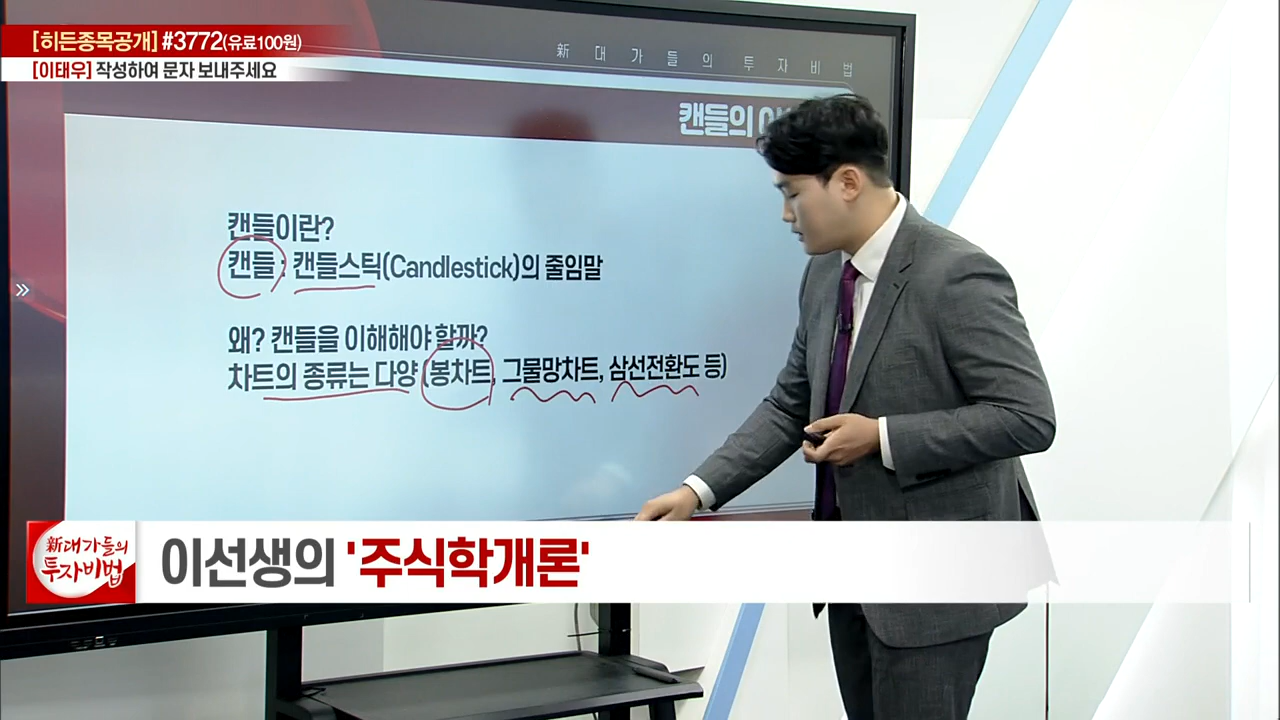 [히든종목공개] #3772(유료100원)
[이태우] 작성하여 문자 보내주세요
新 대 가 들 의 투 자 비 법
캔들의
캔들이란?
캔들 : 캔들스틱(Candlestick)의 줄임말
왜? 캔들을 이해해야 할까?
차트의 종류는 다양 (봉차트, 그물망차트, 삼선전환도 등)
新대가들의
투자비법
이선생의 '주식학개론'